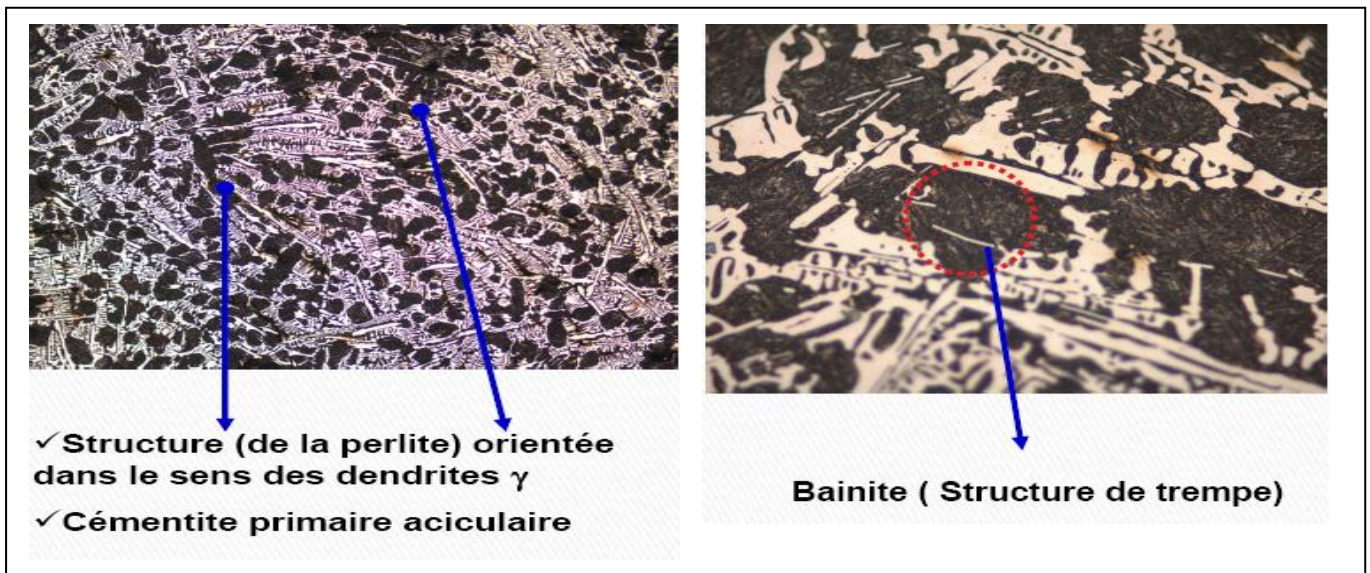 ✓Structure (de la perlite) orientée
dans le sens des dendrites γ
✓Cémentite primaire aciculaire
Bainite ( Structure de trempe)